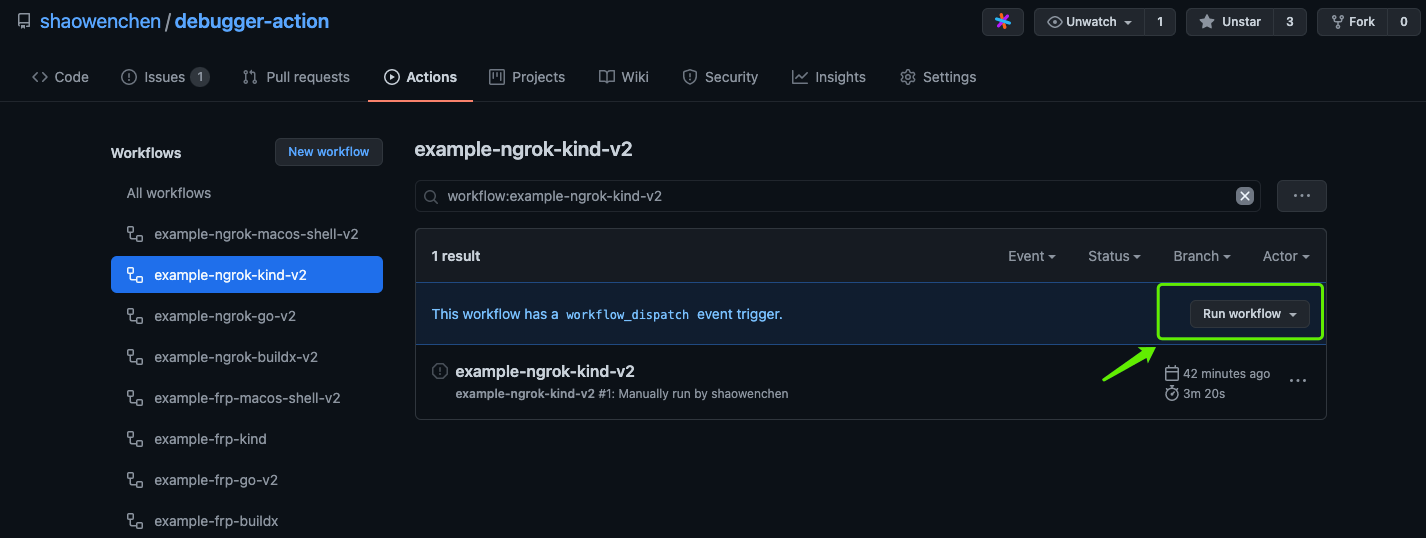 shaowenchen / debugger-action
Unwatch 1
Unstar 3
Fork 0
Code
Issues 1
Pull requests
Actions
Projects
Wiki
Security
Insights
Settings
Workflows
New workflow
All workflows
example-ngrok-macos-shell-v2
example-ngrok-kind-v2
example-ngrok-go-v2
example-ngrok-buildx-v2
example-frp-macos-shell-v2
example-frp-kind
example-frp-go-v2
example-frp-buildx
example-ngrok-kind-v2
workflow:example-ngrok-kind-v2
1 result
Event
Status
Branch
Actor
This workflow has a workflow_dispatch event trigger.
Run workflow
example-ngrok-kind-v2
example-ngrok-kind-v2 #1: Manually run by shaowenchen
42 minutes ago
3m 20s